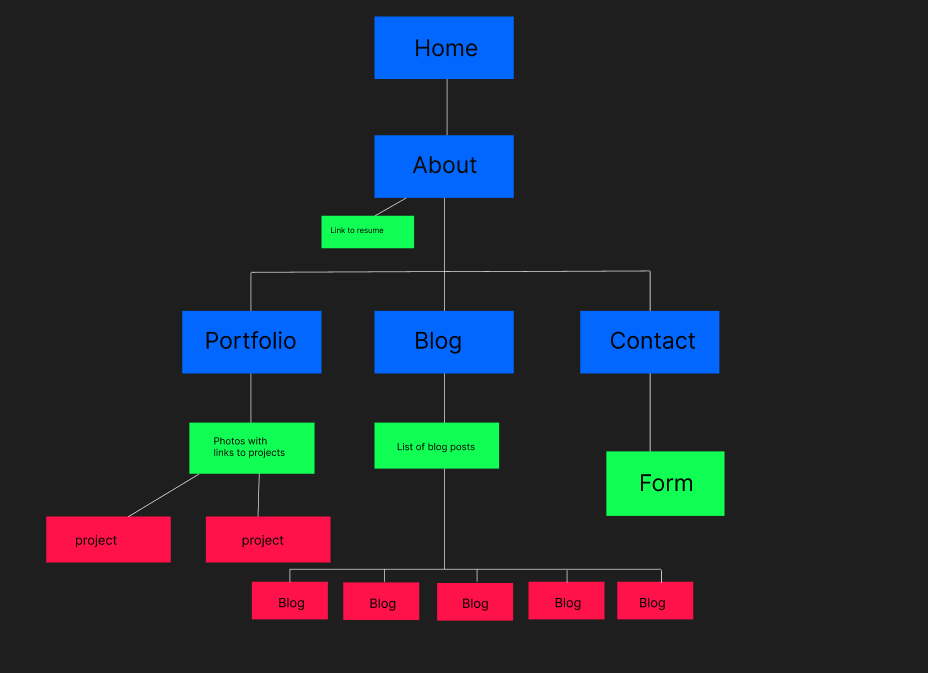 Home
About
Link to resume
Portfolio
Blog
Contact
Photos with
links to projects
List of blog posts
Form
project
project
Blog
Blog
Blog
Blog
Blog